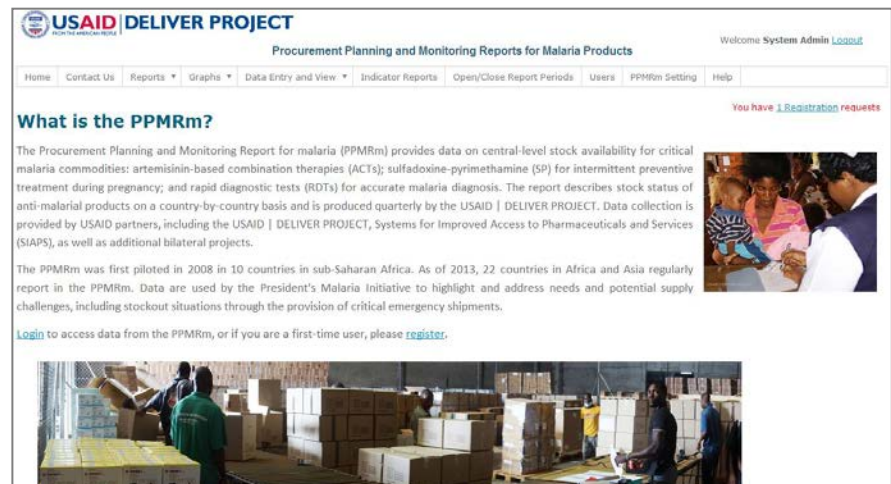 USAID | DELIVER PROJECT
FROM THE AMERICAN PEOPLE
Welcome System Admin Logout
Procurement Planning and Monitoring Reports for Malaria Products
Home Contact Us Reports Graphs Data Entry and View Indicator Reports Open/Close Report Periods Users PPMRm Setting Help
You have 1 Registration requests
What is the PPMRm?
The Procurement Planning and Monitoring Report for malaria (PPMRm) provides data on central-level stock availability for critical
malaria commodities: artemisinin-based combination therapies (ACTs); sulfadoxine-pyrimethamine (SP) for intermittent preventive
treatment during pregnancy; and rapid diagnostic tests (RDTs) for accurate malaria diagnosis. The report describes stock status of
anti-malarial products on a country-by-country basis and is produced quarterly by the USAID | DELIVER PROJECT. Data collection is
provided by USAID partners, including the USAID | DELIVER PROJECT, Systems for Improved Access to Pharmaceuticals and Services
(SIAPS), as well as additional bilateral projects.
The PPMRm was first piloted in 2008 in 10 countries in sub-Saharan Africa. As of 2013, 22 countries in Africa and Asia regularly
report in the PPMRm. Data are used by the President's Malaria Initiative to highlight and address needs and potential supply
challenges, including stockout situations through the provision of critical emergency shipments.
Login to access data from the PPMRm, or if you are a first-time user, please register.